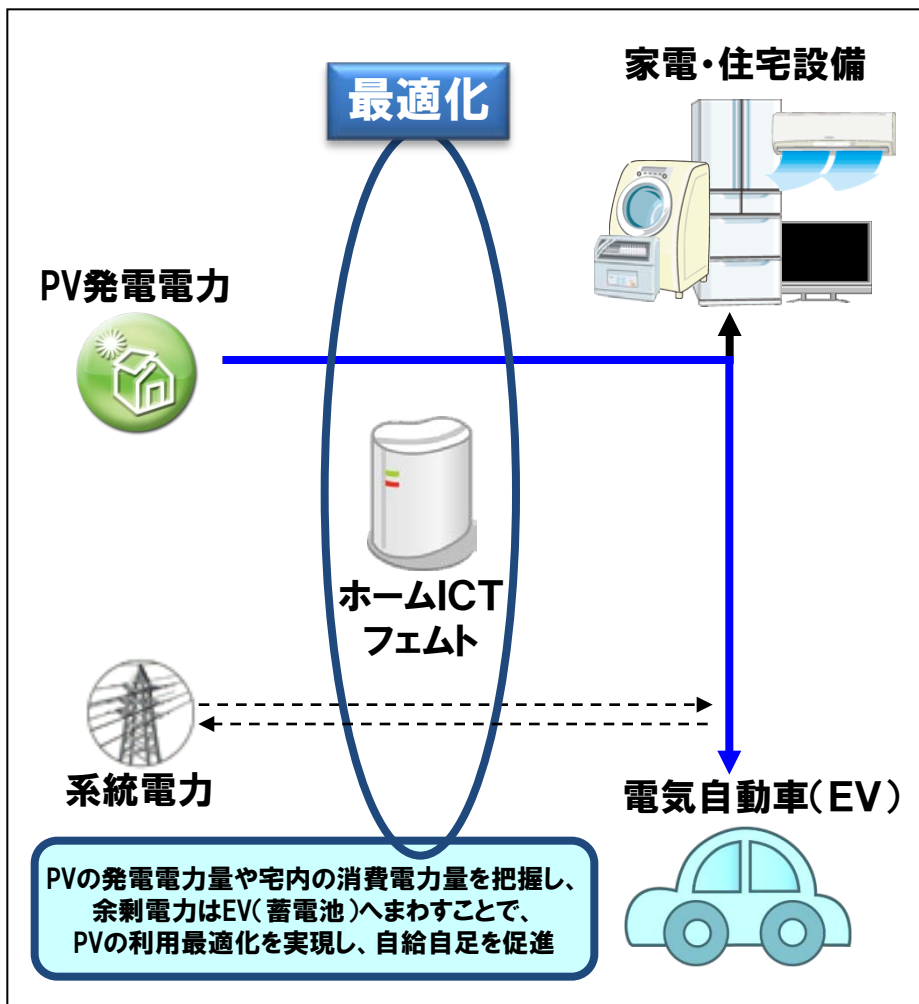 最適化
家電・住宅設備
PV発電電力
ホームICT
フェムト
系統電力
電気自動車(EV)
PVの発電電力量や宅内の消費電力量を把握し、
余剰電力はEV(蓄電池)へまわすことで、
PVの利用最適化を実現し、自給自足を促進